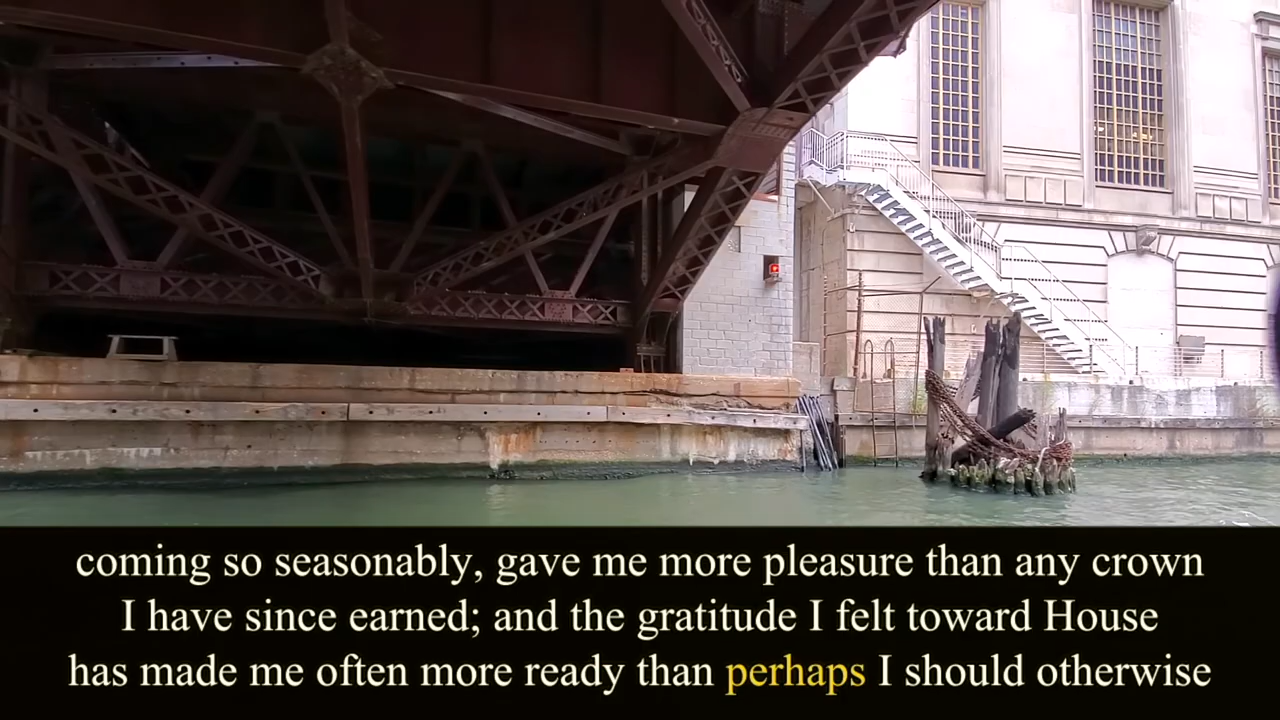 coming so seasonably, gave me more pleasure than any crown
I have since earned; and the gratitude I felt toward House
has made me often more ready than perhaps I should otherwise